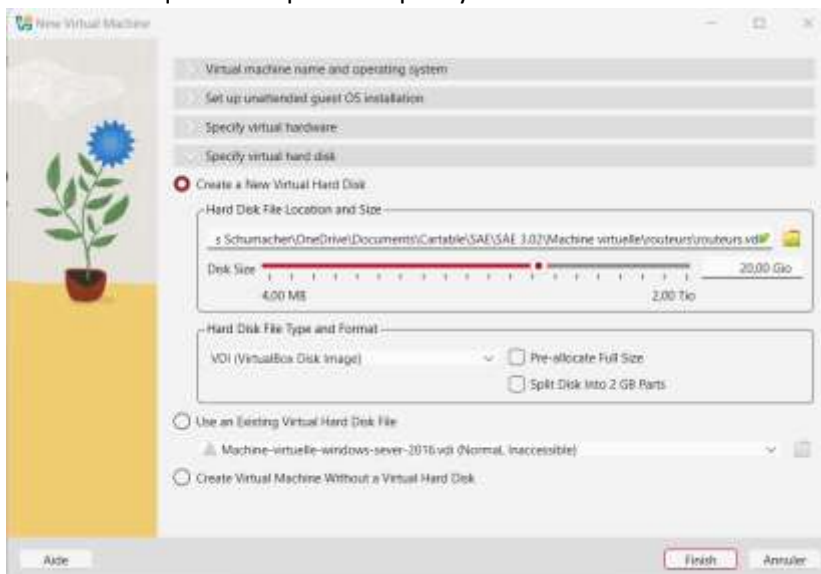 New Virtual Machine
Virtual machine name and operating system
Set up unattended guest OS installation
Specify virtual hardware
Specify virtual hard disk
Create a New Virtual Hard Disk
Hard Disk File Location and Size
s Schumacher\OneDrive\Documents\Cartable\SAE\SAE 3.02\Machine virtuelle\routeurs\routeurs.vdi
Disk Size
20,00 Gio
4,00 MB 2,00 Tio
Hard Disk File Type and Format
VDI (VirtualBox Disk Image) Pre-allocate Full Size
Split Disk Into 2 GB Parts
Use an Existing Virtual Hard Disk File
Machine-virtuelle-windows-sever-2016.vdi (Normal, Inaccessible)
Create Virtual Machine Without a Virtual Hard Disk
Aide Finish Annuler